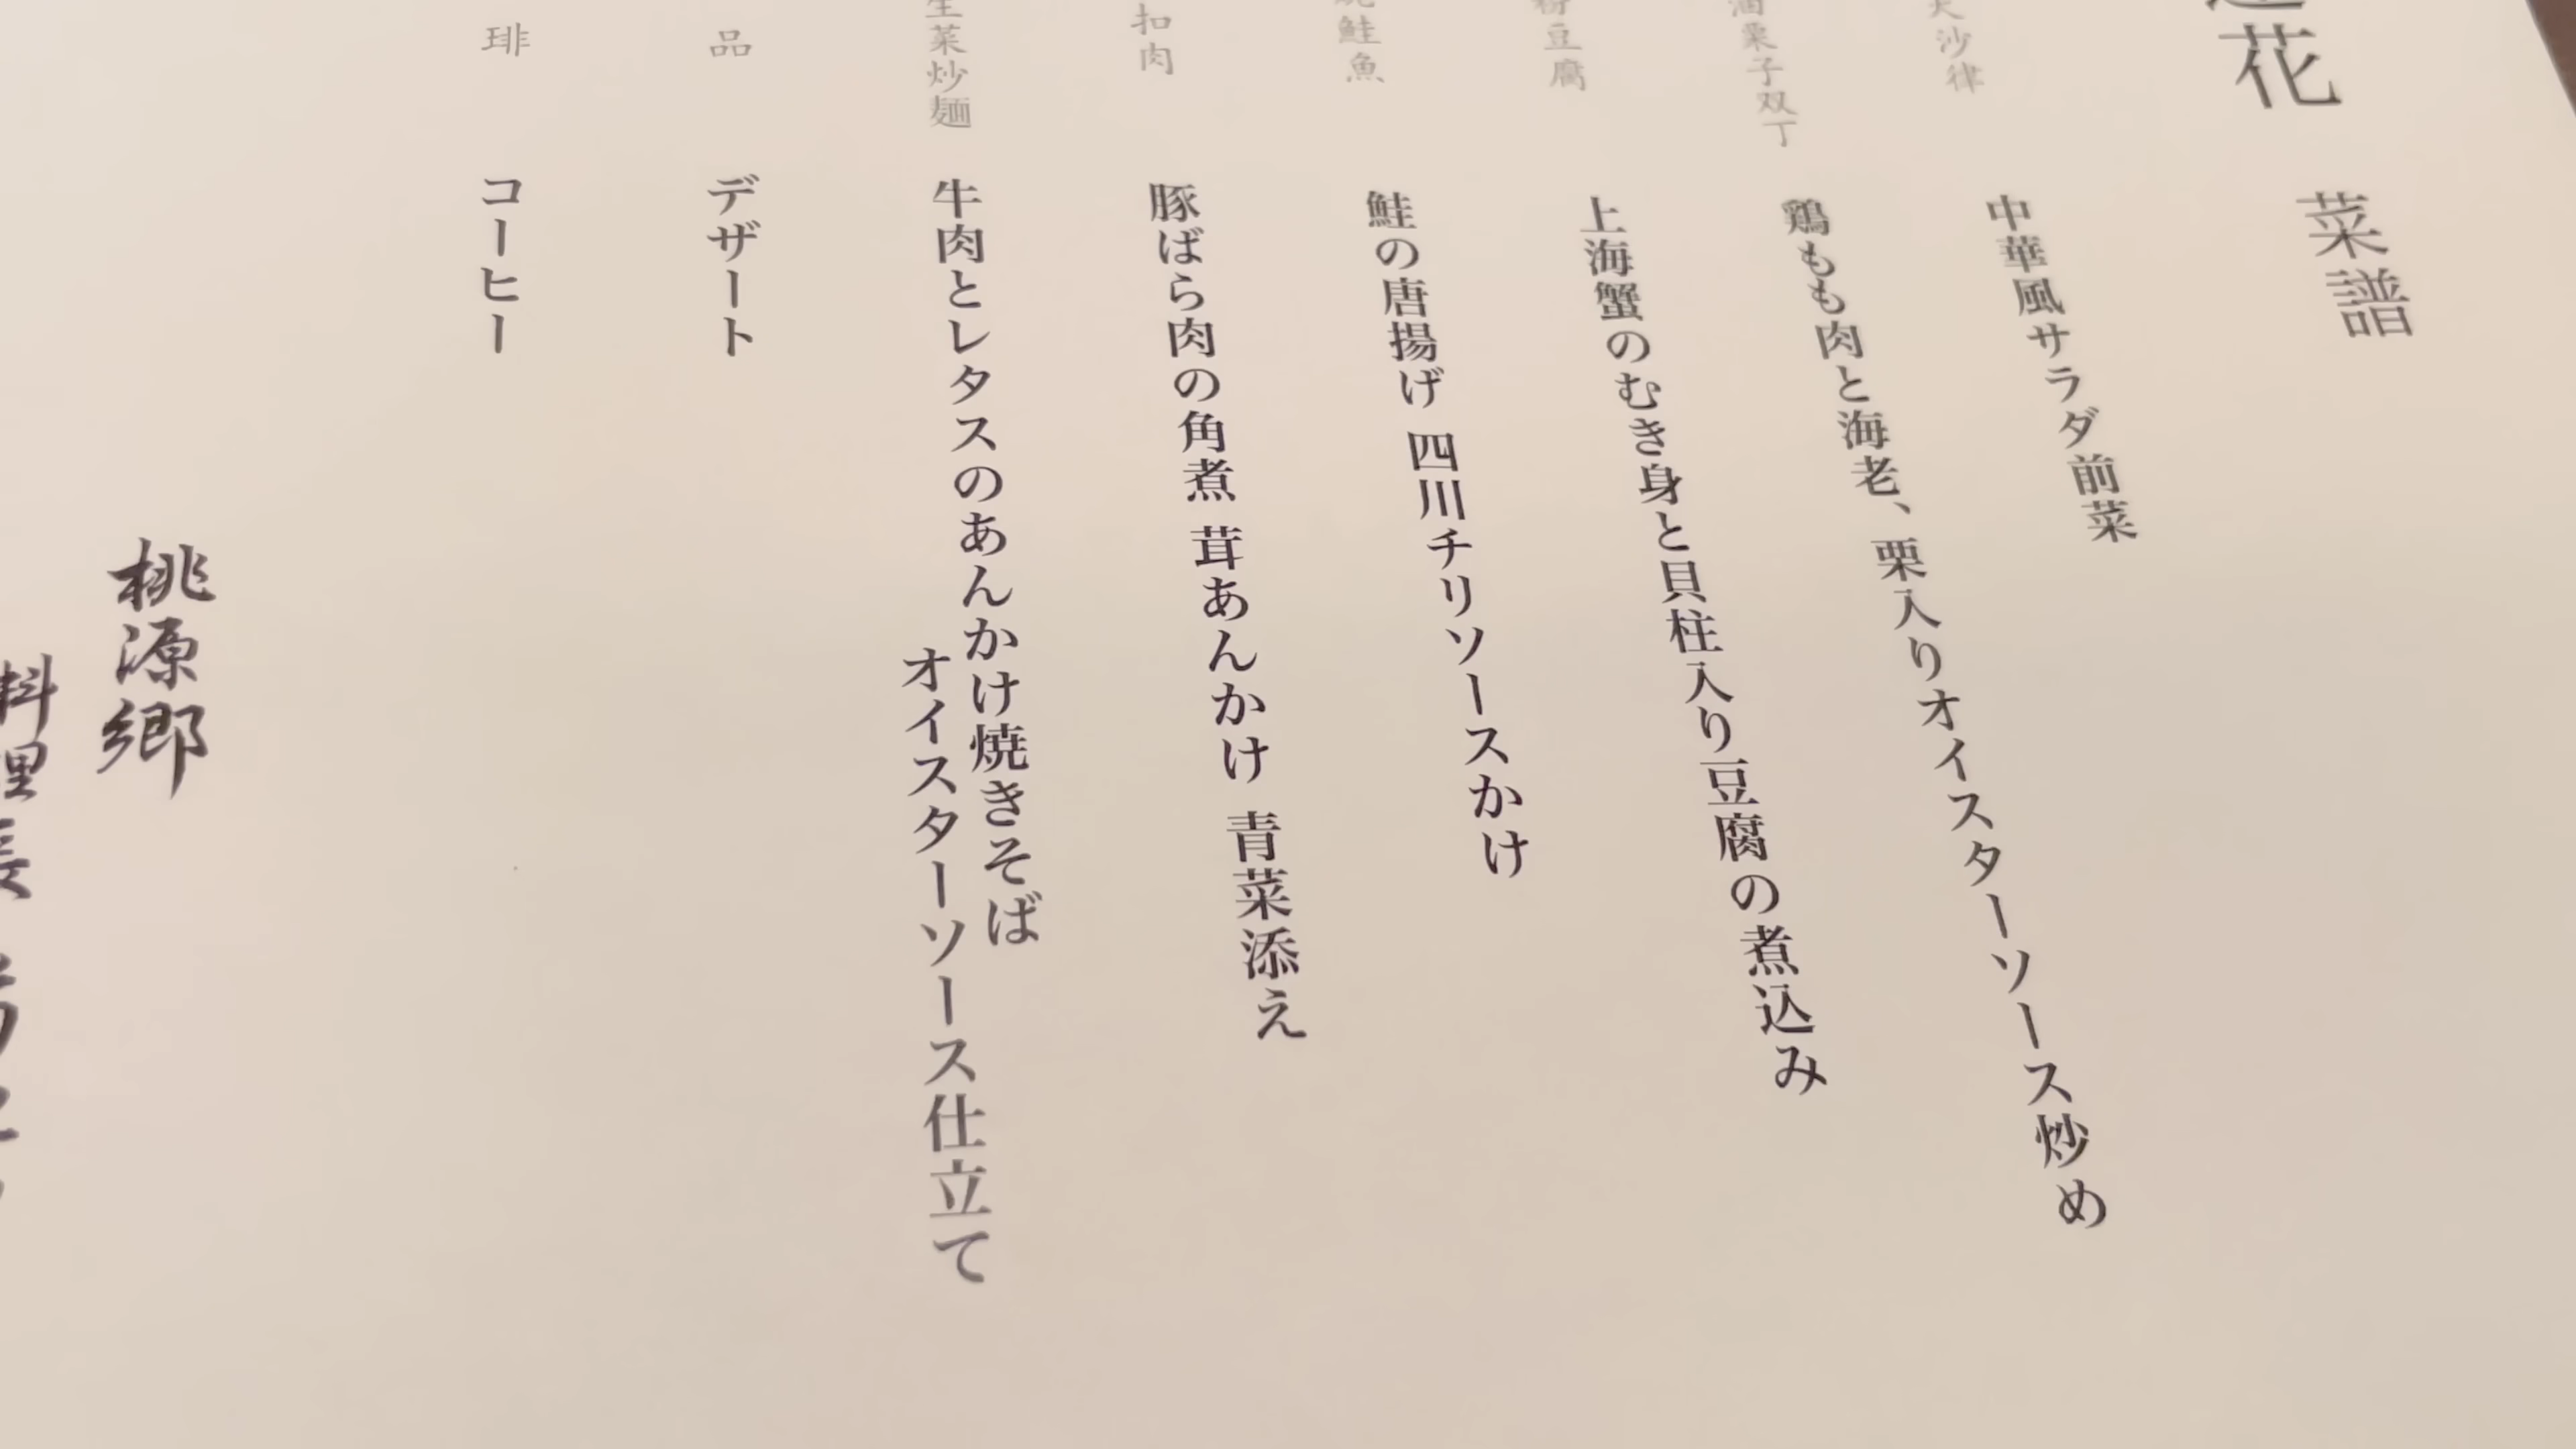 花 菜譜
沙律 中華風サラダ前菜
栗子双丁 鶏もも肉と海老、栗入りオイスターソース炒め
豆腐 上海蟹のむき身と貝柱入り豆腐の煮込み
鮭魚 鮭の唐揚げ 四川チリソースかけ
扣肉 豚ばら肉の角煮 茸あんかけ 青菜添え
生菜炒麺 牛肉とレタスのあんかけ焼きそば
オイスターソース仕立て
品 デザート
琲 コーヒー
桃源郷
料理長